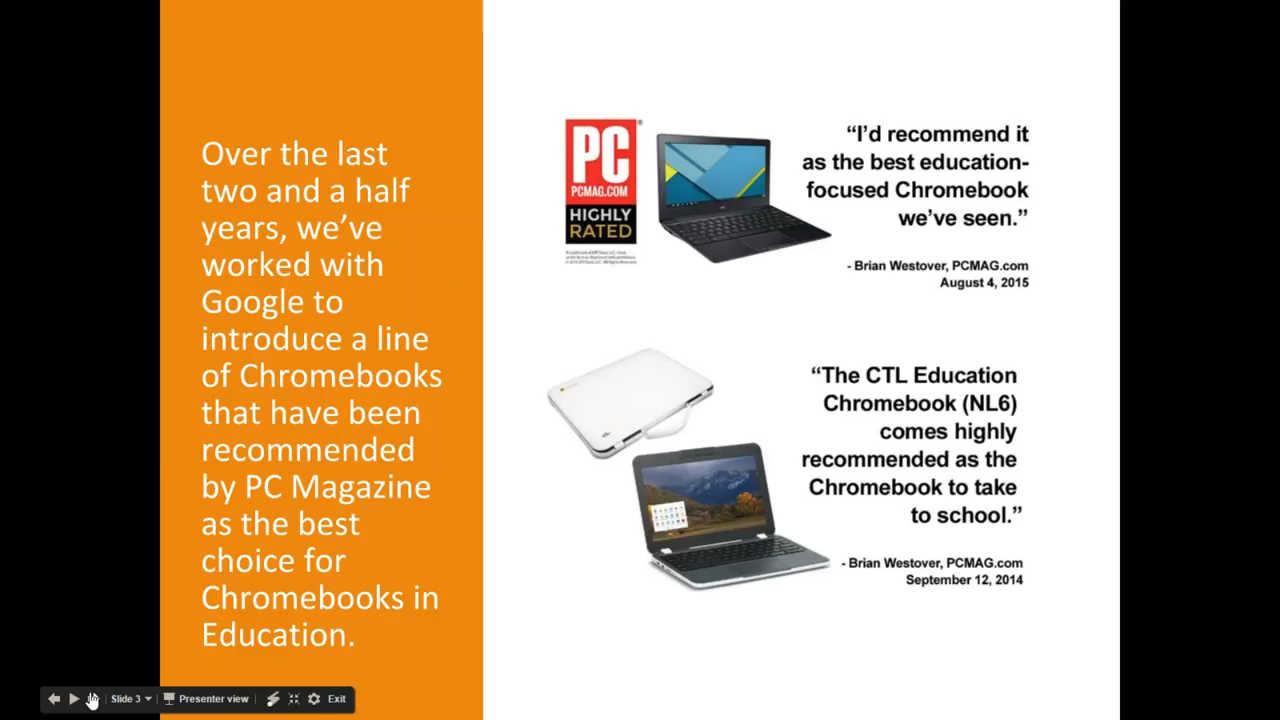 Over the last
two and a half
years, we’ve
worked with
Google to
introduce a line
of Chromebooks
that have been
recommended
by PC Magazine
as the best
choice for
Chromebooks in
Education.
PC
PCMAG.COM
HIGHLY
RATED
“I’d recommend it
as the best education-
focused Chromebook
we’ve seen.”
- Brian Westover, PCMAG.com
August 4, 2015
“The CTL Education
Chromebook (NL6)
comes highly
recommended as the
Chromebook to take
to school.”
- Brian Westover, PCMAG.com
September 12, 2014
Slide 3 Presenter view Exit